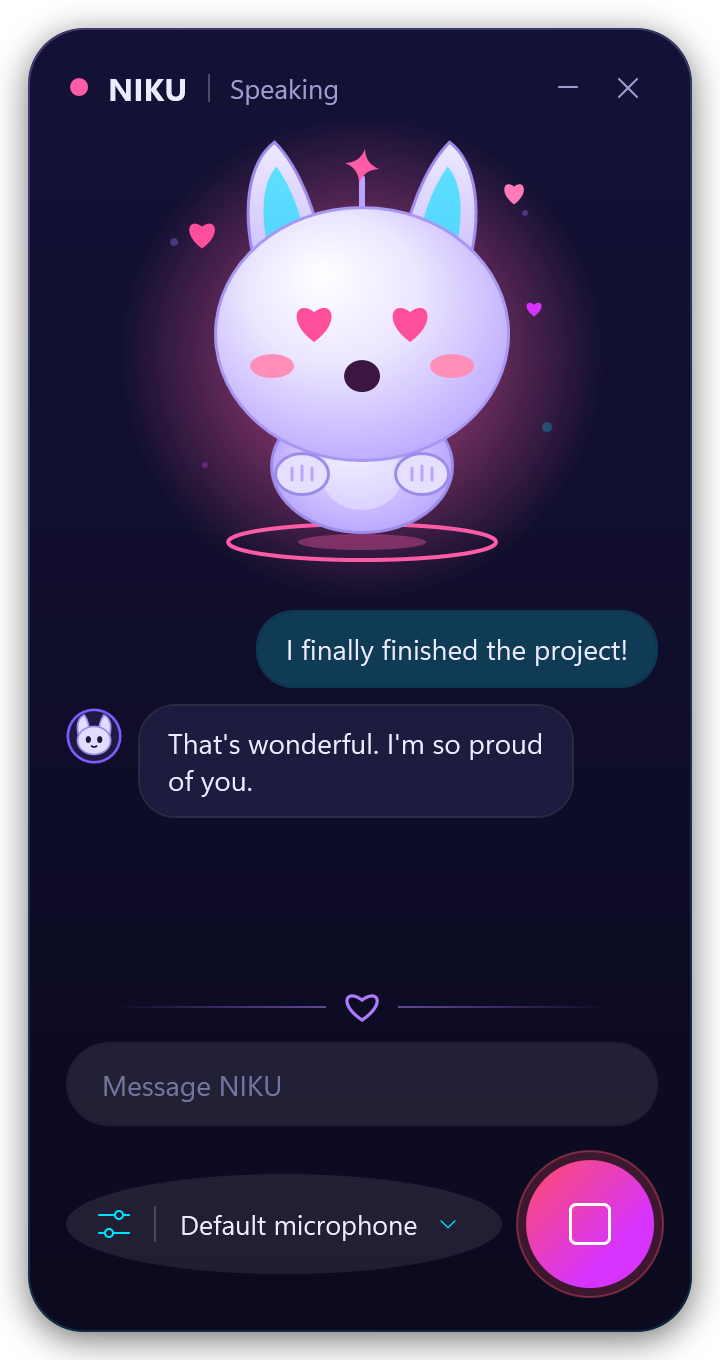 NIKU | Speaking
I finally finished the project!
That's wonderful. I'm so proud
of you.
Message NIKU
Default microphone